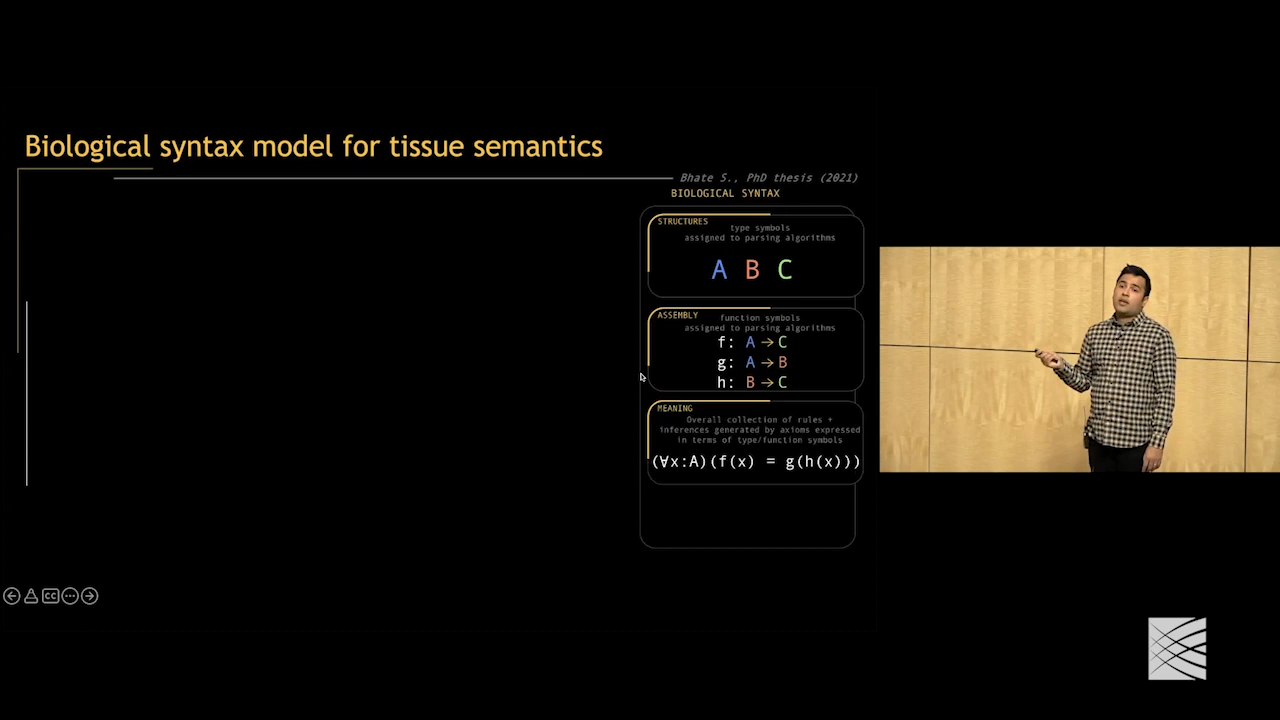 Biological syntax model for tissue semantics
Bhate S., PhD thesis (2021)
BIOLOGICAL SYNTAX
STRUCTURES
type symbols
assigned to parsing algorithms
A B C
ASSEMBLY
function symbols
assigned to parsing algorithms
f: A → C
g: A → B
h: B → C
MEANING
Overall collection of rules +
inferences generated by axioms expressed
in terms of type/function symbols
(∀x:A)(f(x) = g(h(x)))
CC